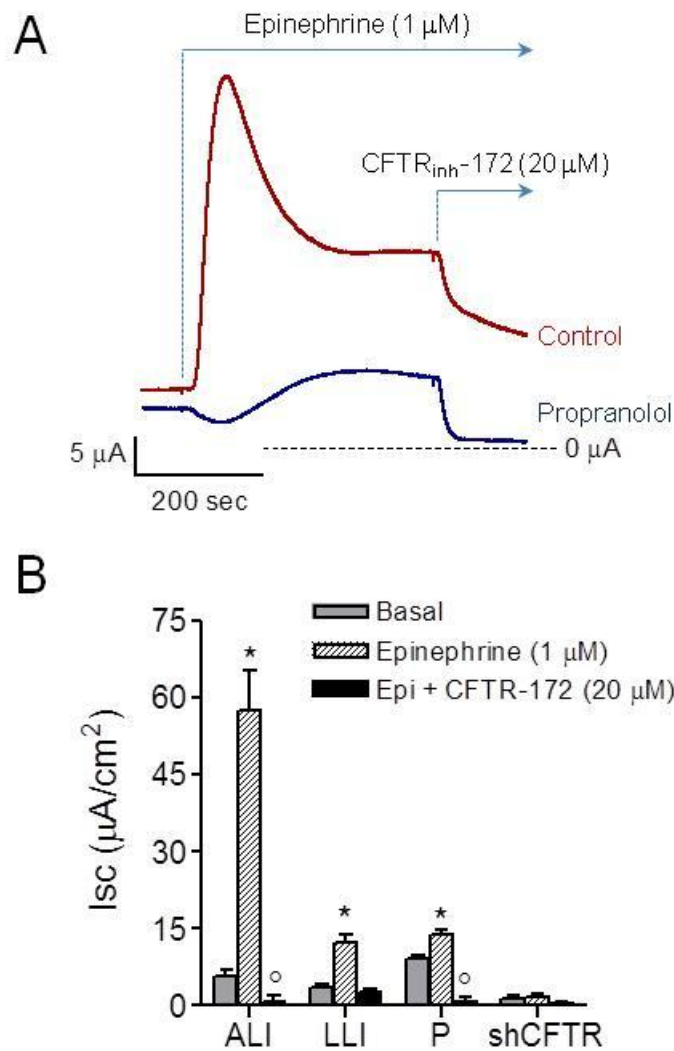 A
Epinephrine (1 μM)
CFTRinh-172 (20 μM)
Control
Propranolol
5 μA
0 μA
200 sec
B
75
60
45
30
15
0
Isc (μA/cm²)
Basal
Epinephrine (1 μM)
Epi + CFTR-172 (20 μM)
* ○ * * ○
ALI LLI P shCFTR